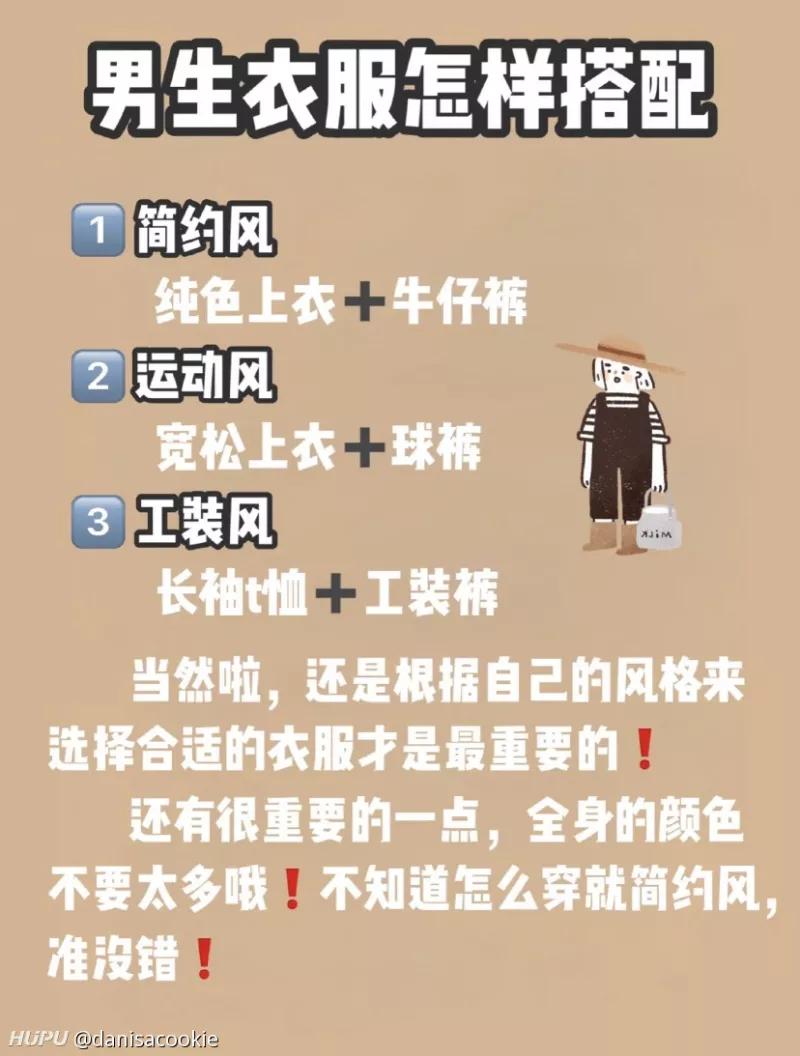 男生衣服怎样搭配
1 简约风
纯色上衣➕牛仔裤
2 运动风
宽松上衣➕球裤
3 工装风
长袖t恤➕工装裤
当然啦，还是根据自己的风格来
选择合适的衣服才是最重要的❗
还有很重要的一点，全身的颜色
不要太多哦❗不知道怎么穿就简约风，
准没错❗
MILK
HUPU @danisacookie